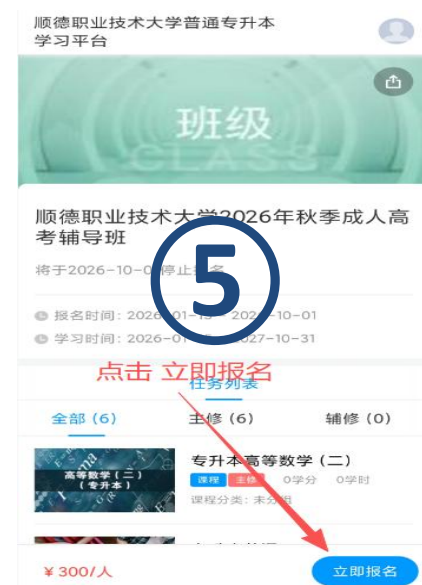 顺德职业技术大学普通专升本
学习平台
班级
CLASS
顺德职业技术大学2026年秋季成人高
考辅导班
将于2026-10-0 停止报名
⑤
报名时间：2026-01-1 - 2026-10-01
学习时间：2026-0 2027-10-31
点击 立即报名
任务列表
全部（6） 主修（6） 辅修（0）
高等数学（二）
（专升本）
专升本高等数学（二）
课程 主修 0学分 0学时
课程分类：未分组
¥300/人 立即报名